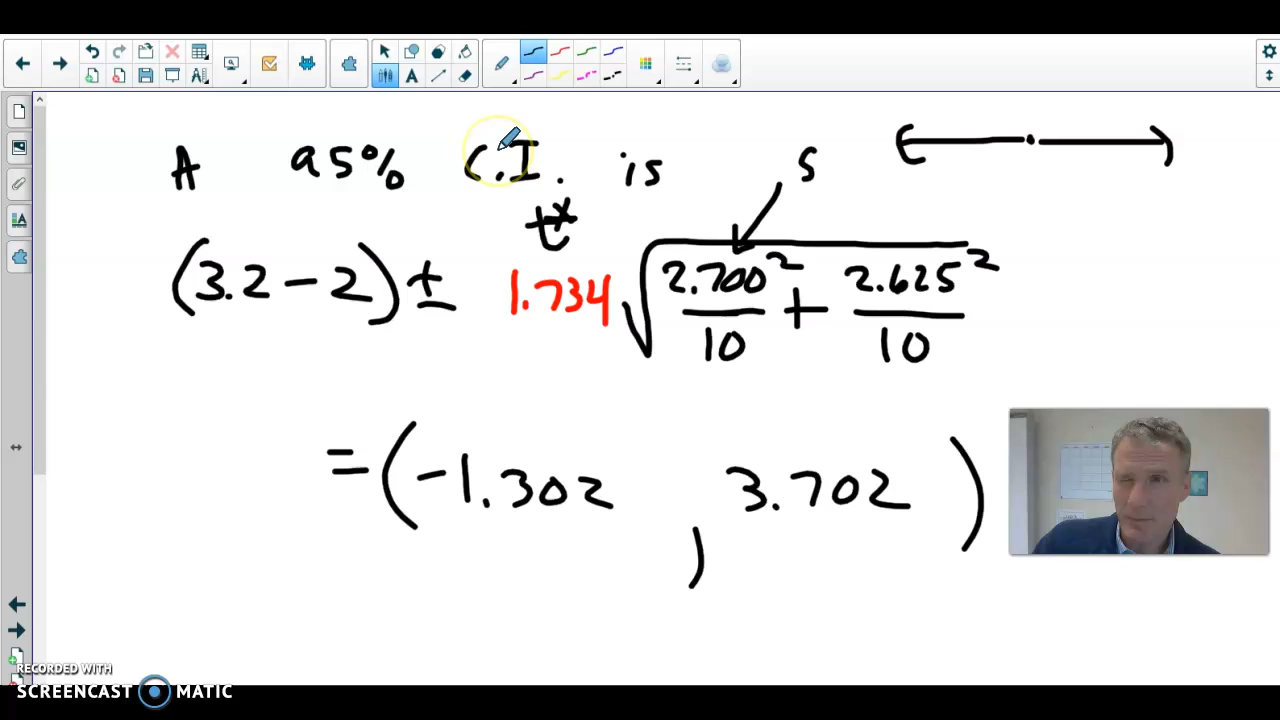 A 95% C.I. is s
t*
(3.2 - 2) ± 1.734 √(2.700²/10 + 2.625²/10)
= (-1.302 , 3.702)
RECORDED WITH
SCREENCAST MATIC